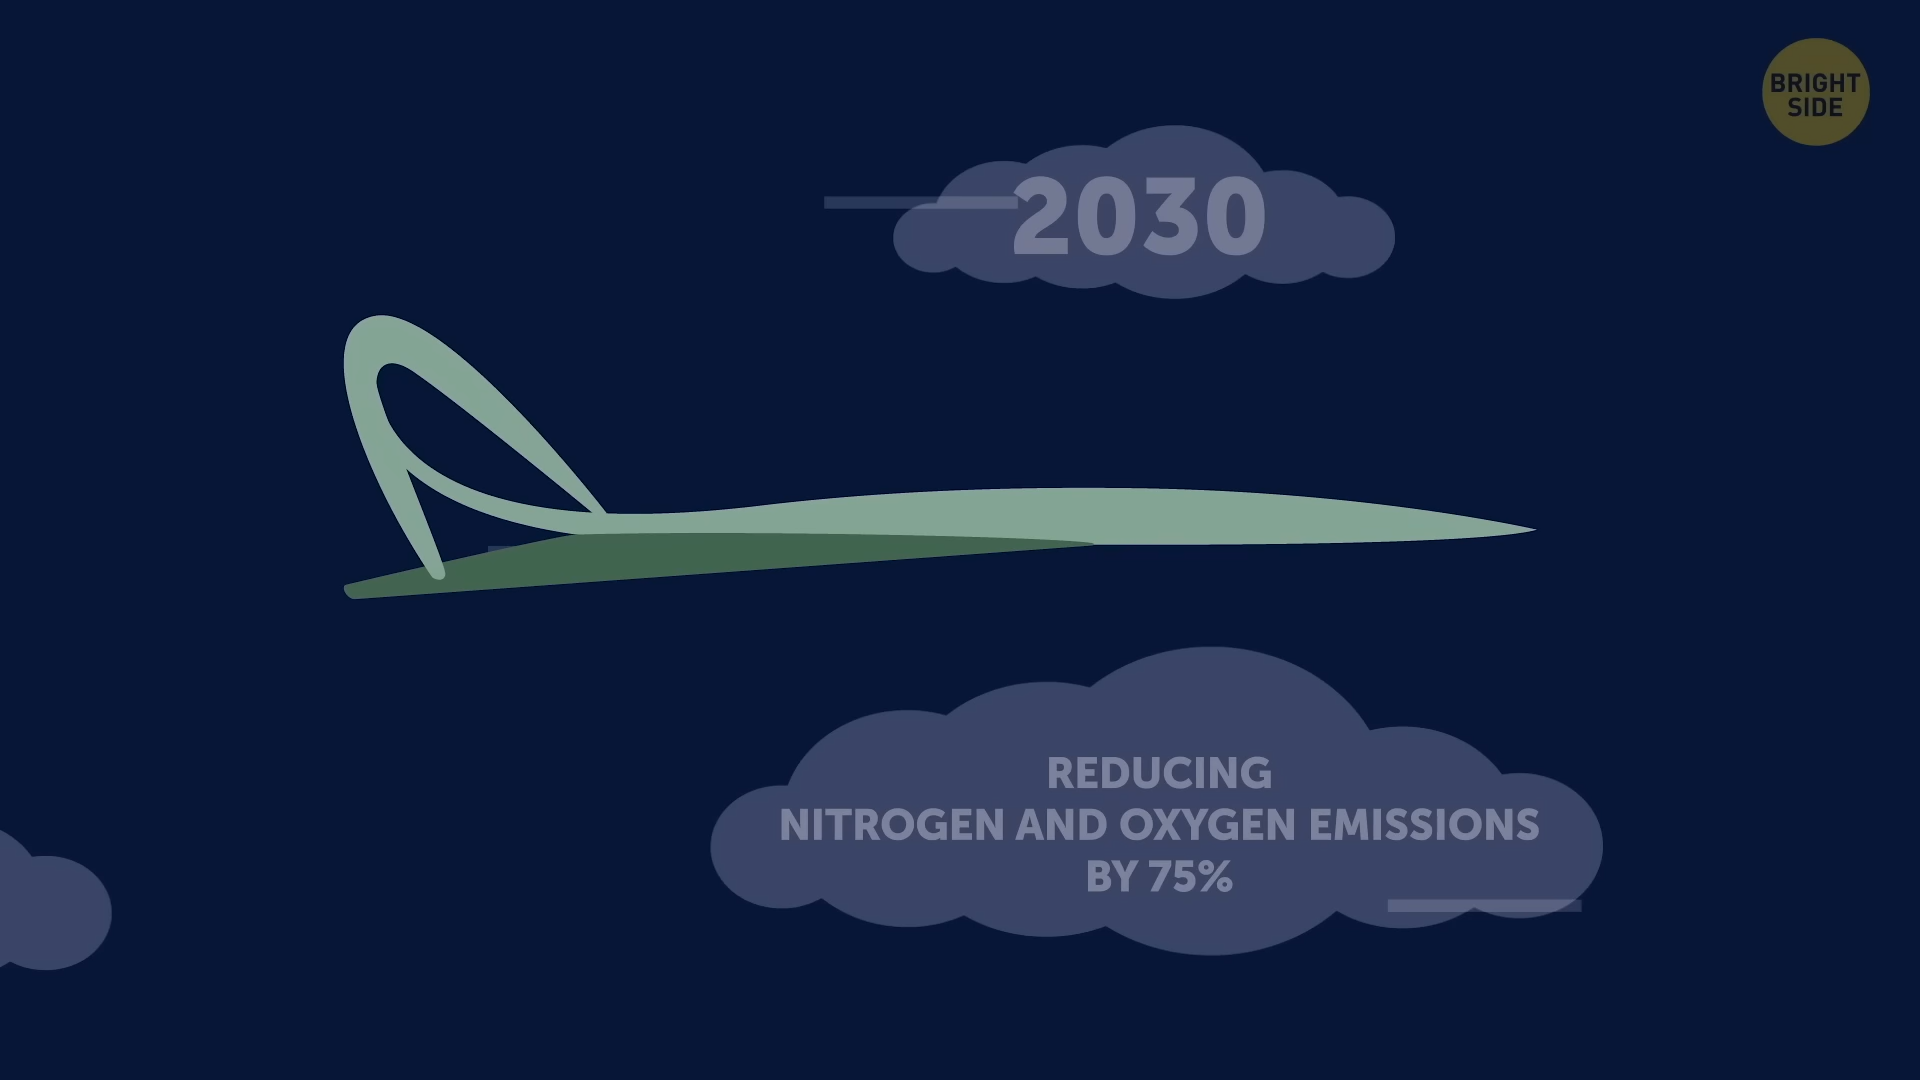 BRIGHT
SIDE
2030
REDUCING
NITROGEN AND OXYGEN EMISSIONS
BY 75%